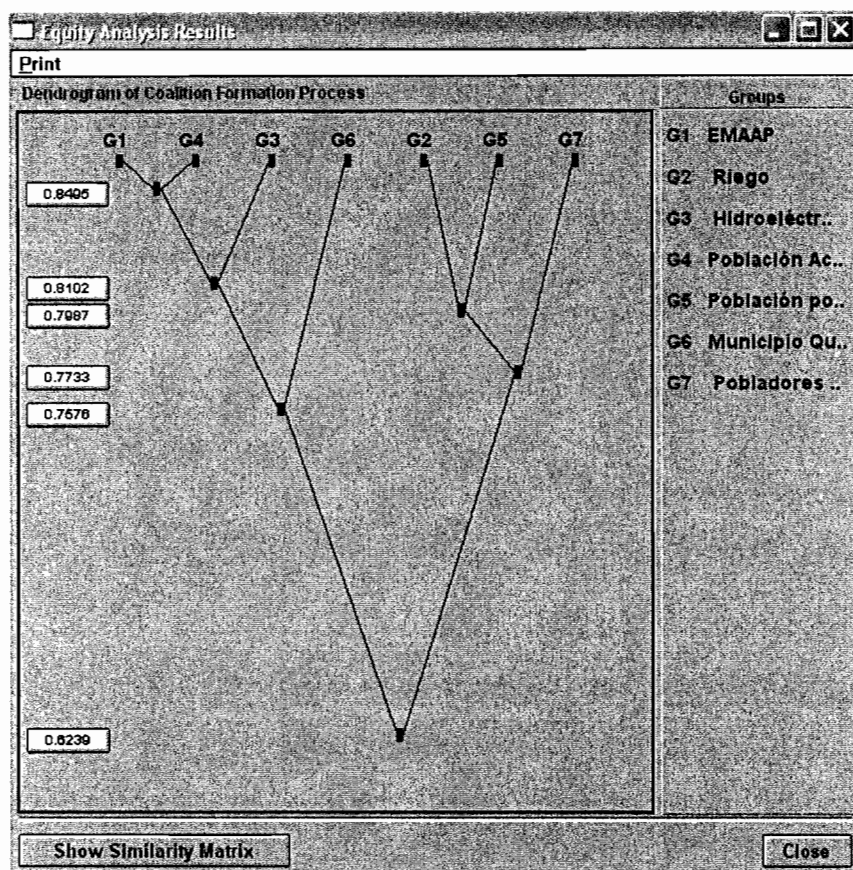 Equity Analysis Results
Print
Dendrogram of Coalition Formation Process
Groups
G1 G4 G3 G6 G2 G5 G7
0.8495
0.8102
0.7987
0.7733
0.7576
0.6239
G1 EMAAP
G2 Riego
G3 Hidroeléctr..
G4 Población Ac..
G5 Población po..
G6 Municipio Qu..
G7 Pobladores ..
Show Similarity Matrix
Close